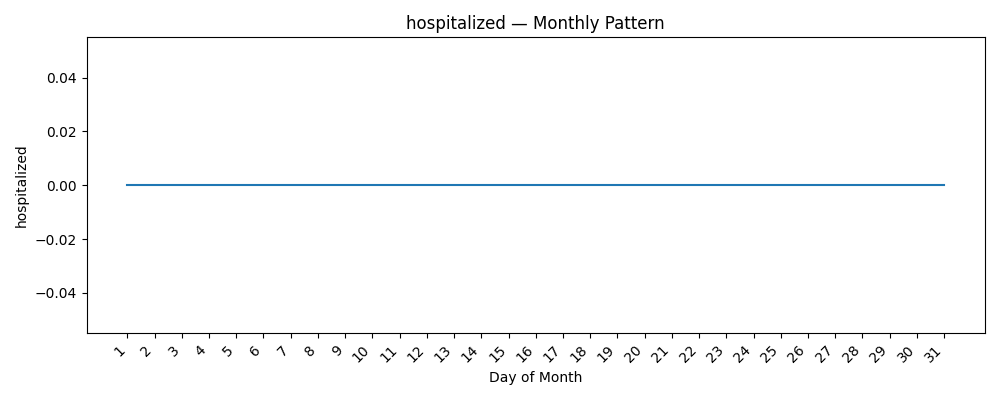 hospitalized — Monthly Pattern
hospitalized
0.04
0.02
0.00
−0.02
−0.04
1 2 3 4 5 6 7 8 9 10 11 12 13 14 15 16 17 18 19 20 21 22 23 24 25 26 27 28 29 30 31
Day of Month